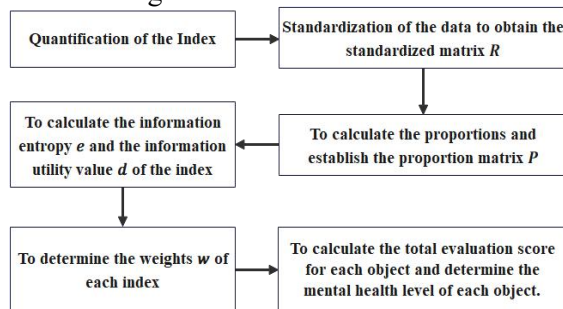 Quantification of the Index
Standardization of the data to obtain the
standardized matrix R
To calculate the proportions and
establish the proportion matrix P
To calculate the information
entropy e and the information
utility value d of the index
To determine the weights w of
each index
To calculate the total evaluation score
for each object and determine the
mental health level of each object.